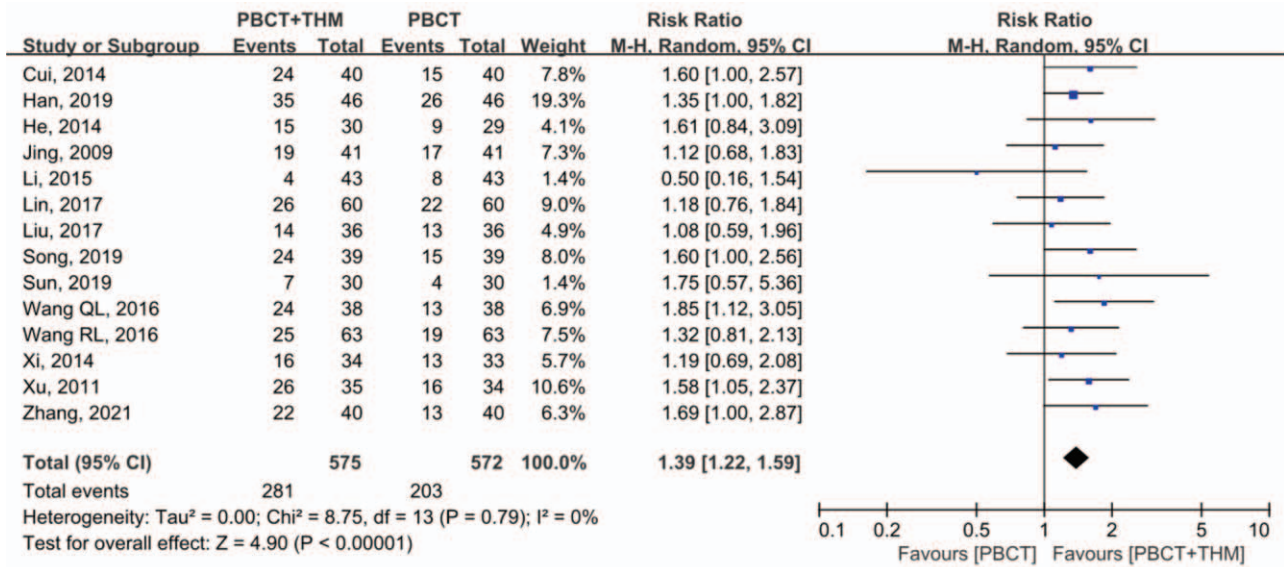 PBCT+THM PBCT Risk Ratio Risk Ratio
Study or Subgroup Events Total Events Total Weight M-H. Random. 95% CI M-H. Random. 95% CI
Cui, 2014 24 40 15 40 7.8% 1.60 [1.00, 2.57]
Han, 2019 35 46 26 46 19.3% 1.35 [1.00, 1.82]
He, 2014 15 30 9 29 4.1% 1.61 [0.84, 3.09]
Jing, 2009 19 41 17 41 7.3% 1.12 [0.68, 1.83]
Li, 2015 4 43 8 43 1.4% 0.50 [0.16, 1.54]
Lin, 2017 26 60 22 60 9.0% 1.18 [0.76, 1.84]
Liu, 2017 14 36 13 36 4.9% 1.08 [0.59, 1.96]
Song, 2019 24 39 15 39 8.0% 1.60 [1.00, 2.56]
Sun, 2019 7 30 4 30 1.4% 1.75 [0.57, 5.36]
Wang QL, 2016 24 38 13 38 6.9% 1.85 [1.12, 3.05]
Wang RL, 2016 25 63 19 63 7.5% 1.32 [0.81, 2.13]
Xi, 2014 16 34 13 33 5.7% 1.19 [0.69, 2.08]
Xu, 2011 26 35 16 34 10.6% 1.58 [1.05, 2.37]
Zhang, 2021 22 40 13 40 6.3% 1.69 [1.00, 2.87]
Total (95% CI) 575 572 100.0% 1.39 [1.22, 1.59]
Total events 281 203
Heterogeneity: Tau² = 0.00; Chi² = 8.75, df = 13 (P = 0.79); I² = 0%
Test for overall effect: Z = 4.90 (P < 0.00001)
0.1 0.2 0.5 1 2 5 10
Favours [PBCT] Favours [PBCT+THM]